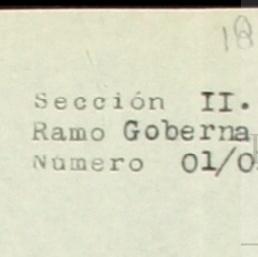 18
Sección II.
Ramo Goberna
Número 01/0